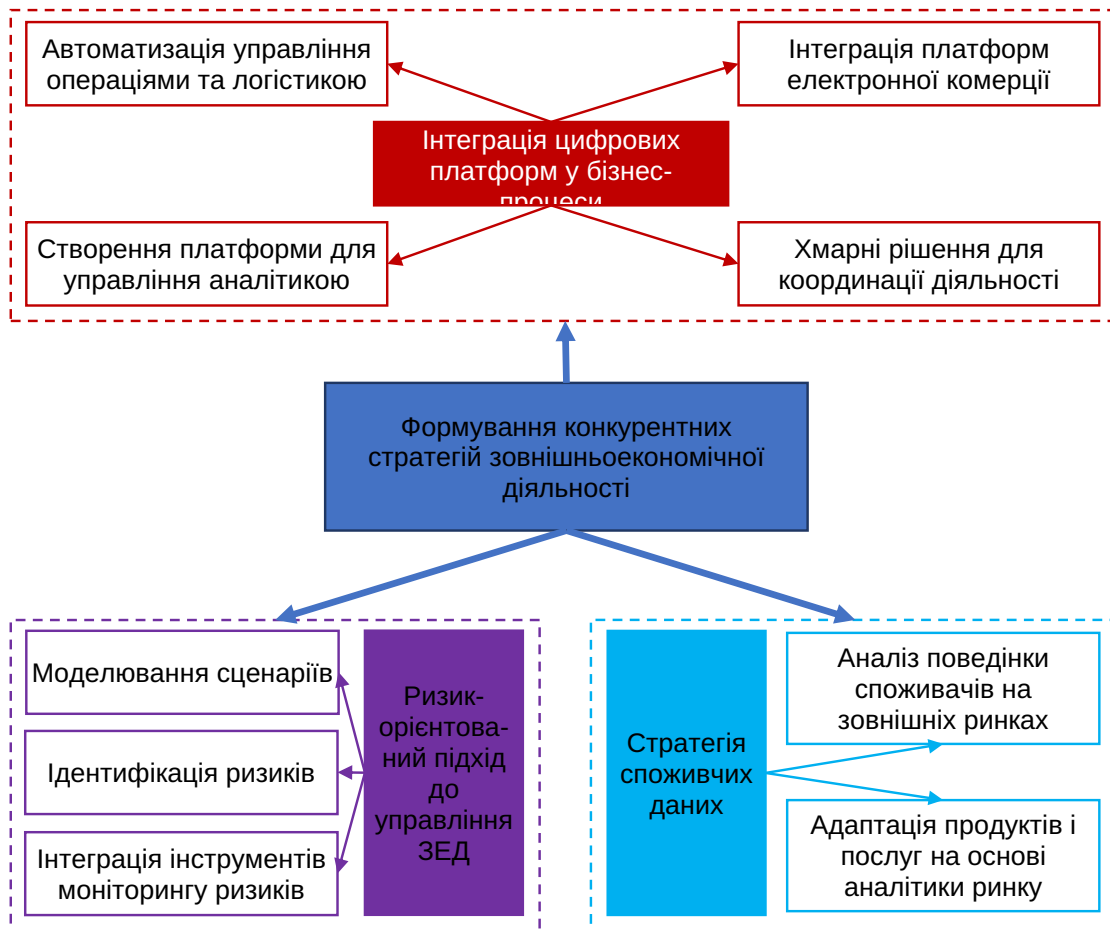 Автоматизація управління
операціями та логістикою
Інтеграція платформ
електронної комерції
Інтеграція цифрових
платформ у бізнес-
процеси
Створення платформи для
управління аналітикою
Хмарні рішення для
координації діяльності
Формування конкурентних
стратегій зовнішньоекономічної
діяльності
Моделювання сценаріїв
Ідентифікація ризиків
Інтеграція інструментів
моніторингу ризиків
Ризик-
орієнтова-
ний підхід
до
управління
ЗЕД
Стратегія
споживчих
даних
Аналіз поведінки
споживачів на
зовнішніх ринках
Адаптація продуктів і
послуг на основі
аналітики ринку